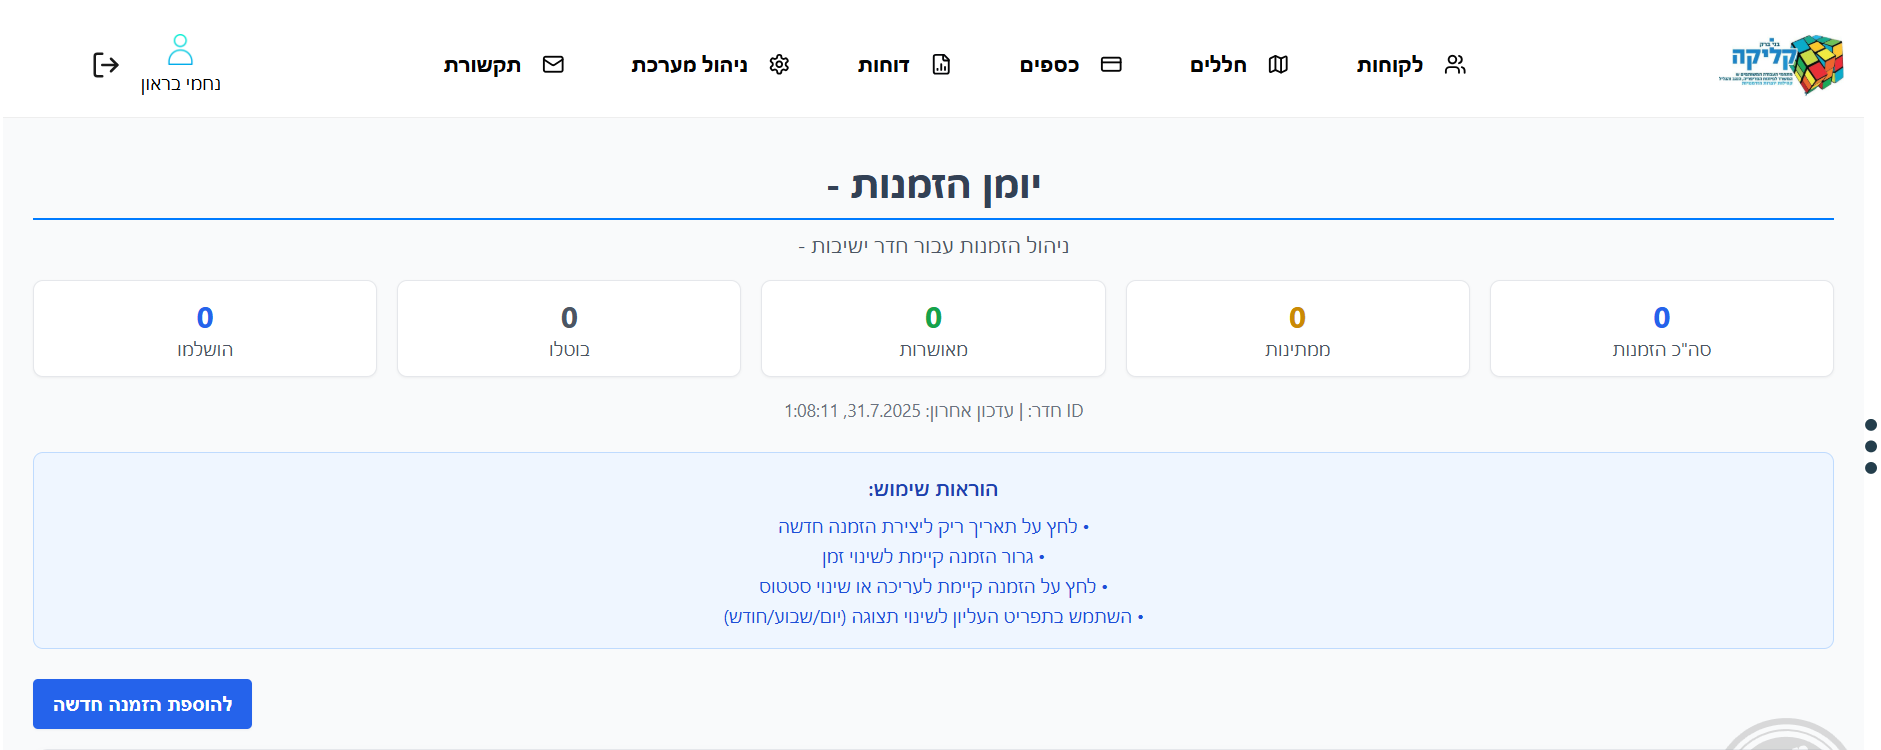 בני ברק
קליקה
לקוחות
חללים
כספים
דוחות
ניהול מערכת
תקשורת
נחמי בראון
יומן הזמנות -
ניהול הזמנות עבור חדר ישיבות -
0
סה"כ הזמנות
0
ממתינות
0
מאושרות
0
בוטלו
0
הושלמו
ID חדר: | עדכון אחרון: 31.7.2025, 1:08:11
הוראות שימוש:
• לחץ על תאריך ריק ליצירת הזמנה חדשה
• גרור הזמנה קיימת לשינוי זמן
• לחץ על הזמנה קיימת לעריכה או שינוי סטטוס
• השתמש בתפריט העליון לשינוי תצוגה (יום/שבוע/חודש)
להוספת הזמנה חדשה